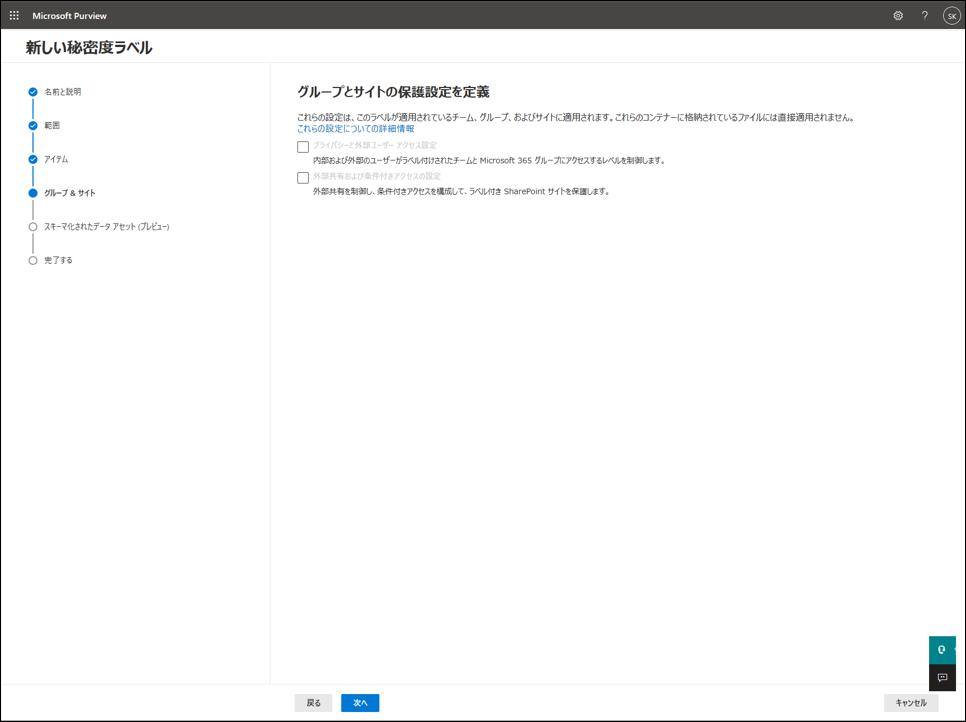 Microsoft Purview
?
SK
新しい秘密度ラベル
名前と説明
範囲
アイテム
グループ & サイト
スキーマ化されたデータ アセット (プレビュー)
完了する
グループとサイトの保護設定を定義
これらの設定は、このラベルが適用されているチーム、グループ、およびサイトに適用されます。これらのコンテナーに格納されているファイルには直接適用されません。
これらの設定についての詳細情報
プライバシーと外部ユーザー アクセス設定
内部および外部のユーザーがラベル付けされたチームと Microsoft 365 グループにアクセスするレベルを制御します。
外部共有および条件付きアクセスの設定
外部共有を制御し、条件付きアクセスを構成して、ラベル付き SharePoint サイトを保護します。
戻る
次へ
キャンセル